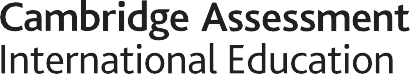 Cambridge Assessment
International Education